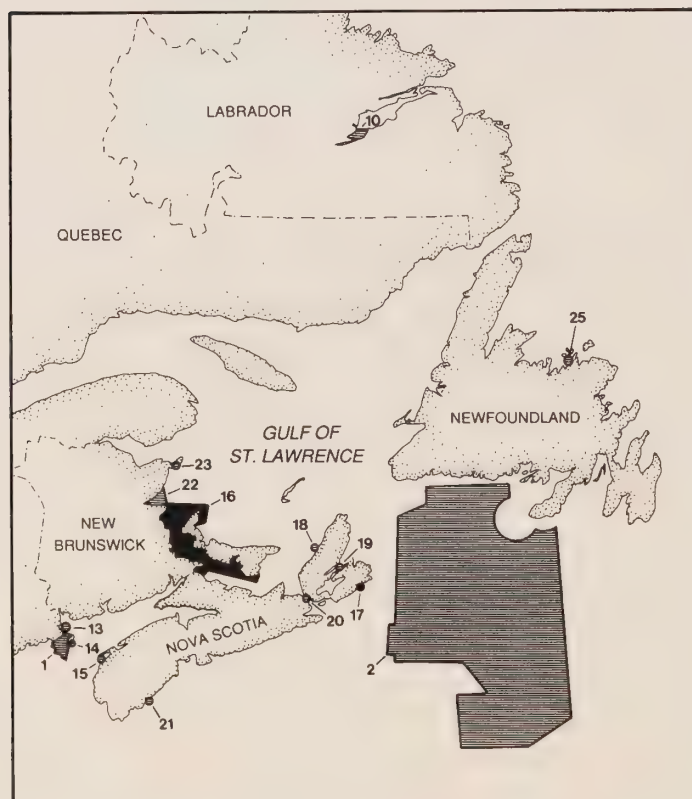 LABRADOR
10
QUEBEC
25
NEWFOUNDLAND
GULF OF
ST. LAWRENCE
23
22
16
NEW
BRUNSWICK
18
19
17
20
NOVA SCOTIA
13
14
1
15
2
21